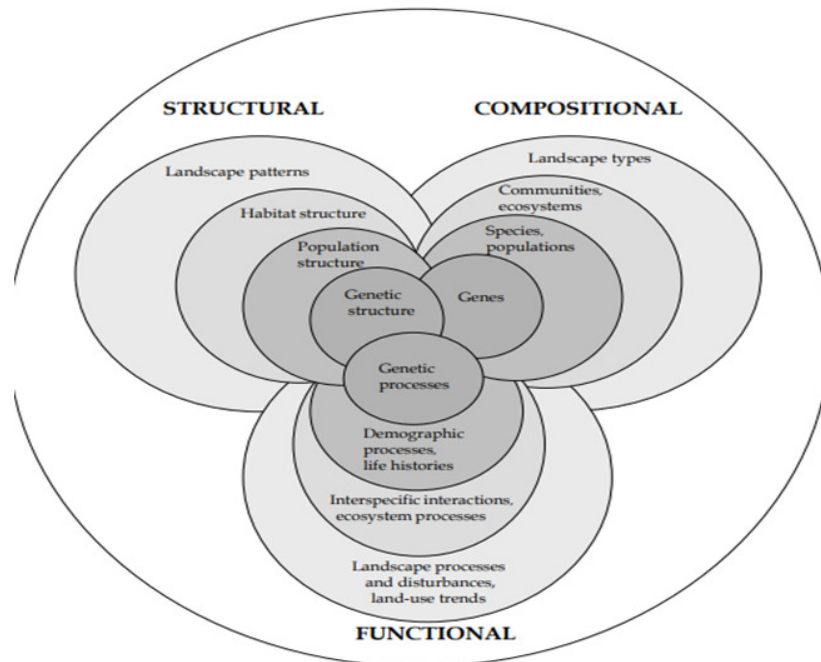 STRUCTURAL
COMPOSITIONAL
Landscape patterns
Landscape types
Habitat structure
Communities,
ecosystems
Population
structure
Species,
populations
Genetic
structure
Genes
Genetic
processes
Demographic
processes,
life histories
Interspecific interactions,
ecosystem processes
Landscape processes
and disturbances,
land-use trends
FUNCTIONAL